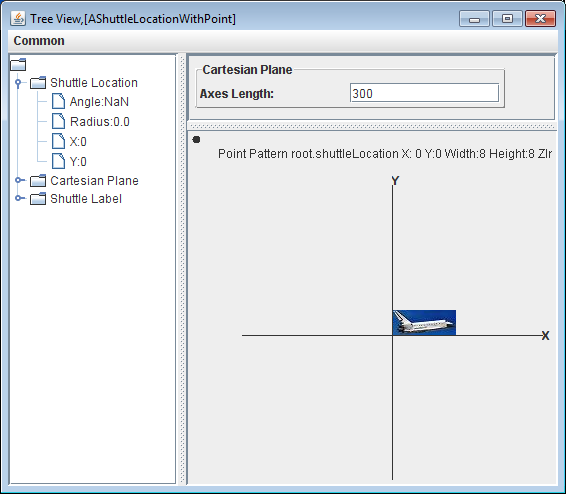 Tree View,[AShuttleLocationWithPoint]
Common
Shuttle Location
Angle:NaN
Radius:0.0
X:0
Y:0
Cartesian Plane
Shuttle Label
Cartesian Plane
Axes Length: 300
Point Pattern root.shuttleLocation X: 0 Y:0 Width:8 Height:8 ZIr
Y
X